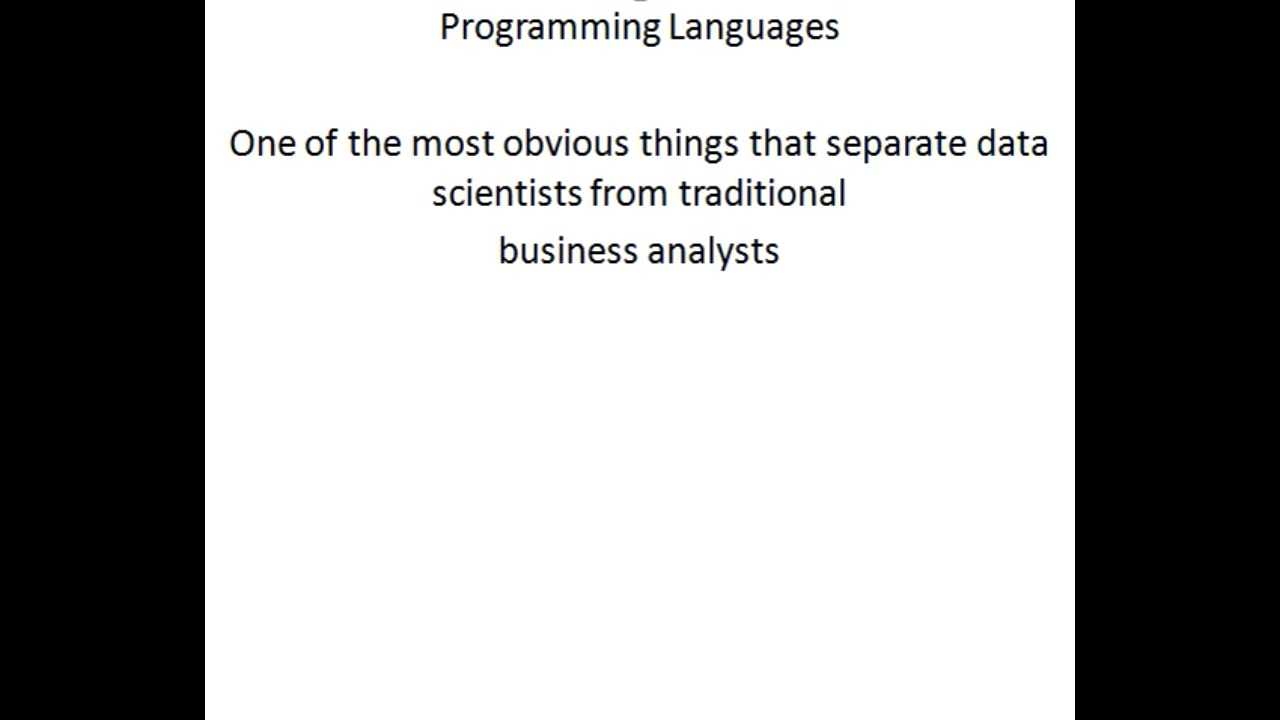 Programming Languages
One of the most obvious things that separate data
scientists from traditional
business analysts